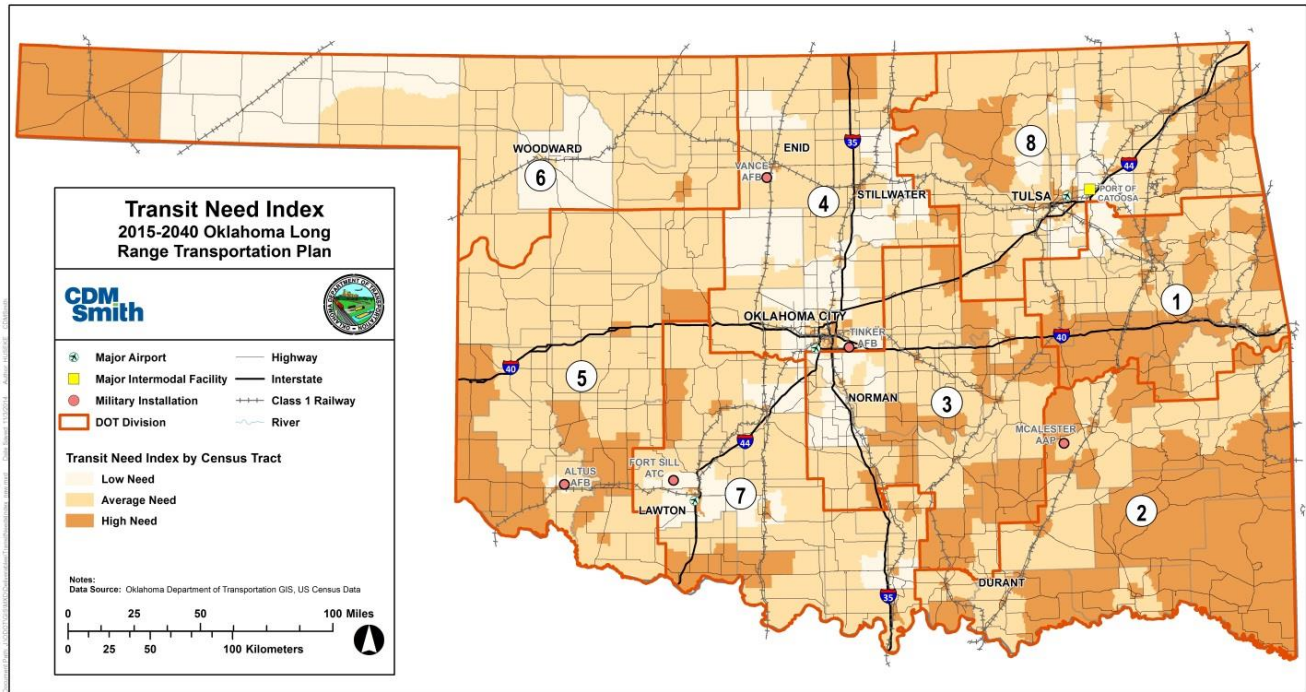 Transit Need Index
2015-2040 Oklahoma Long
Range Transportation Plan
CDM
Smith
OKLAHOMA DEPARTMENT OF TRANSPORTATION
Major Airport
Major Intermodal Facility
Military Installation
DOT Division
Highway
Interstate
Class 1 Railway
River
Transit Need Index by Census Tract
Low Need
Average Need
High Need
Notes:
Data Source: Oklahoma Department of Transportation GIS, US Census Data
0 25 50 100 Miles
0 25 50 100 Kilometers
WOODWARD
6
ENID
VANCE
AFB
35
4
STILLWATER
8
44
TULSA
PORT OF
CATOOSA
1
OKLAHOMA CITY
TINKER
AFB
40
40
5
NORMAN
3
44
MCALESTER
AAP
ALTUS
AFB
FORT SILL
ATC
7
LAWTON
2
DURANT
35